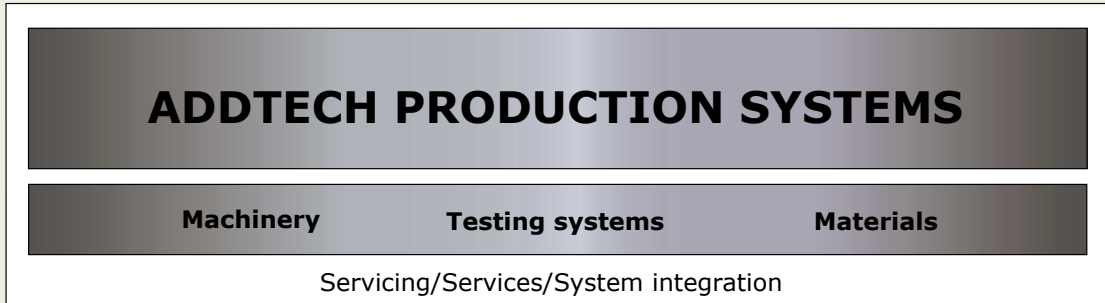 ADDTECH PRODUCTION SYSTEMS
Machinery Testing systems Materials
Servicing/Services/System integration